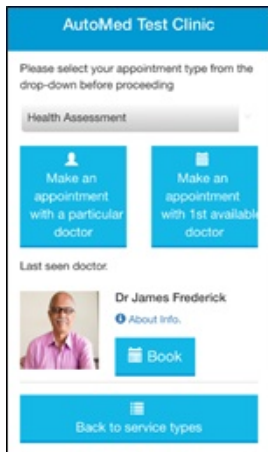 AutoMed Test Clinic
Please select your appointment type from the
drop-down before proceeding
Health Assessment
Make an
appointment
with a particular
doctor
Make an
appointment
with 1st available
doctor
Last seen doctor.
Dr James Frederick
About Info.
Book
Back to service types